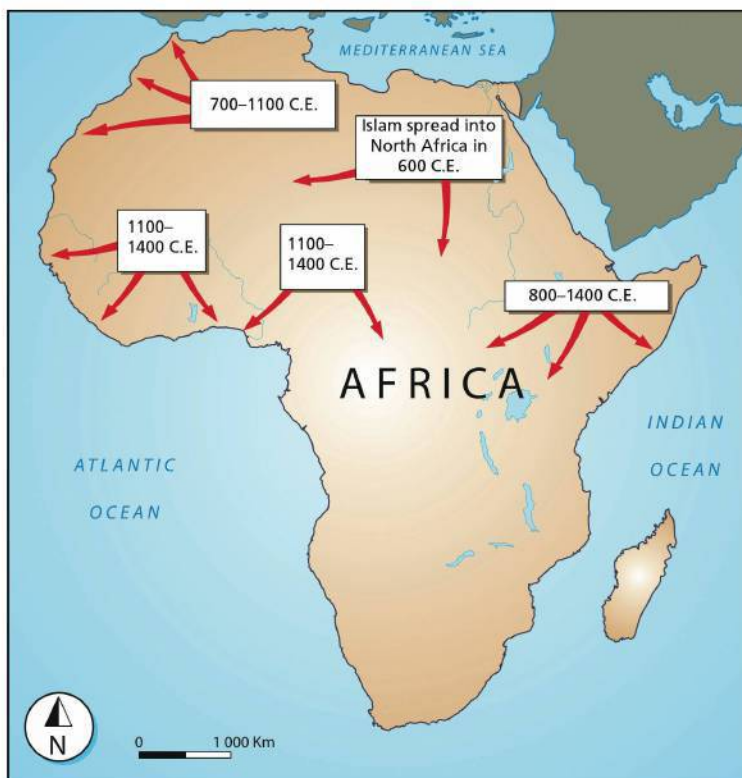 MEDITERRANEAN SEA
700–1100 C.E.
Islam spread into
North Africa in
600 C.E.
1100–
1400 C.E.
1100–
1400 C.E.
800–1400 C.E.
AFRICA
INDIAN
OCEAN
ATLANTIC
OCEAN
N
0 1 000 Km